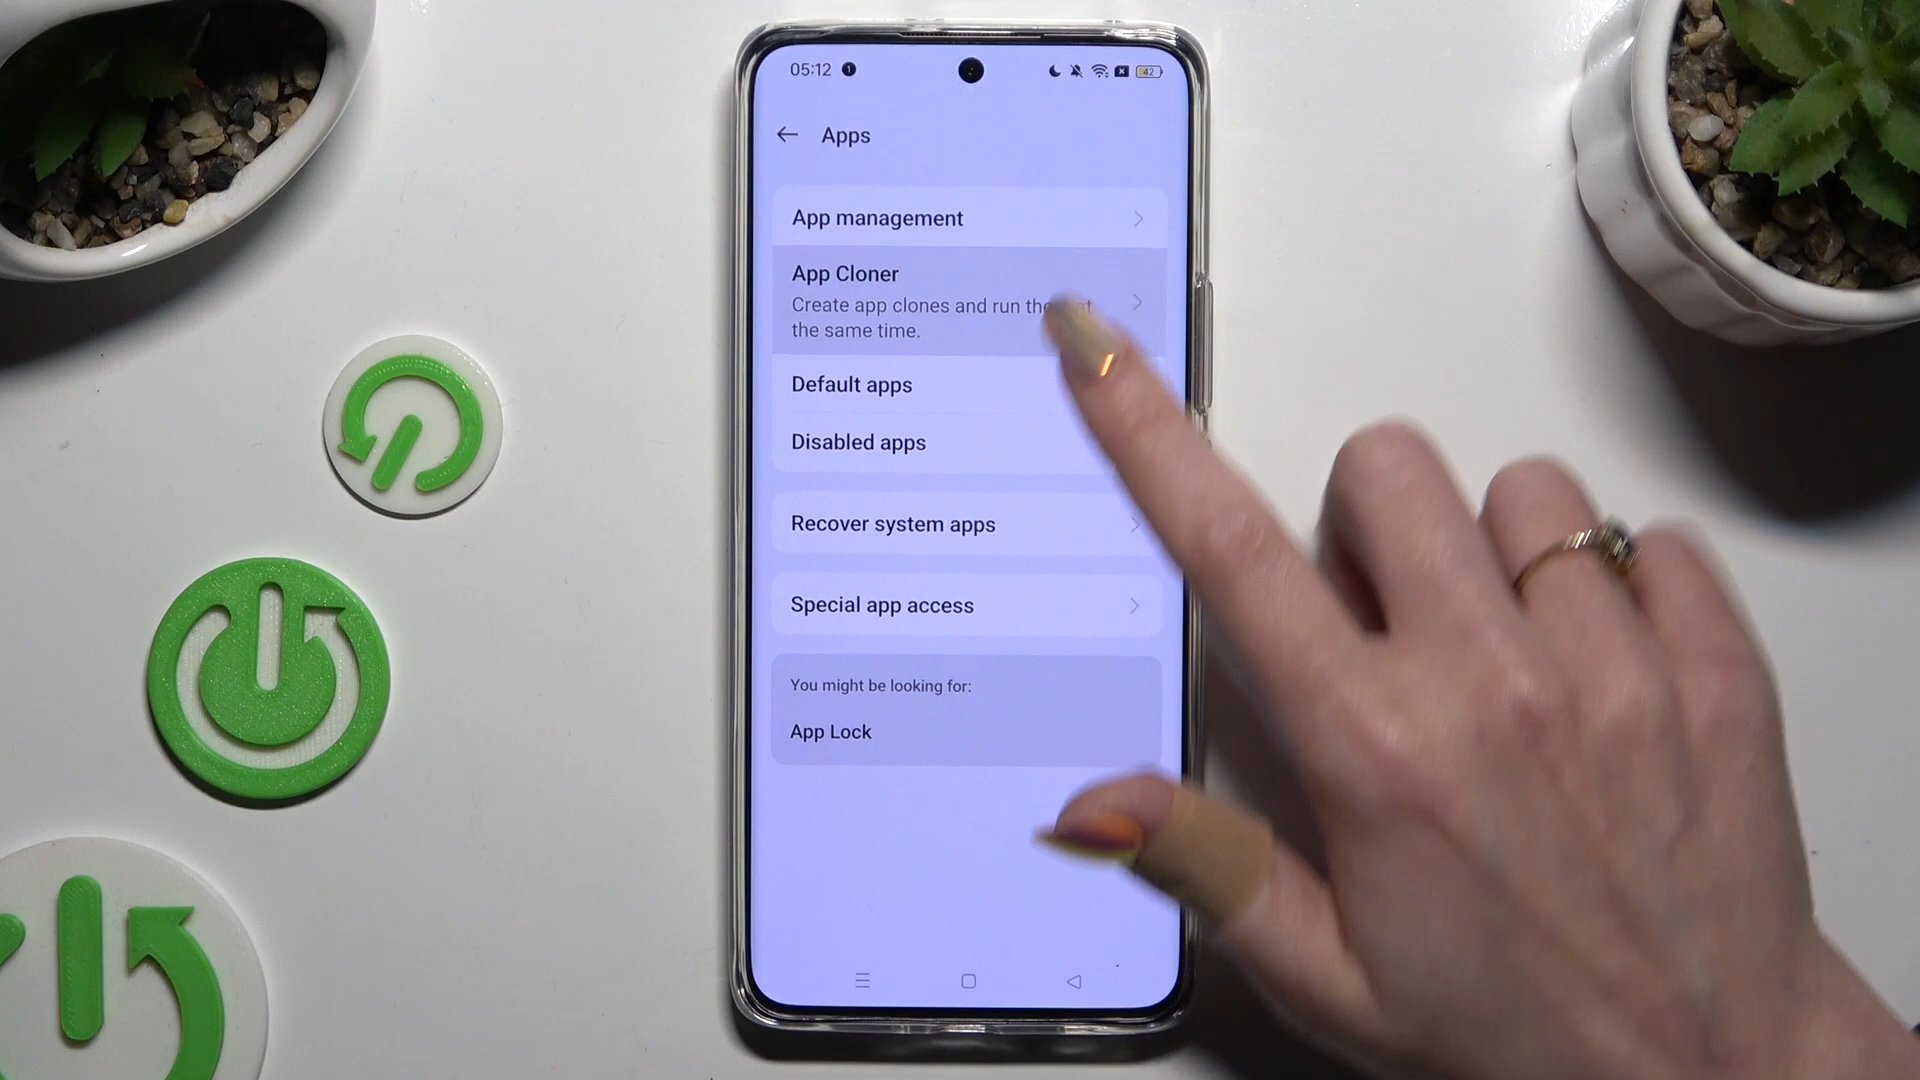 05:12
42
Apps
App management
App Cloner
Create app clones and run at
the same time.
Default apps
Disabled apps
Recover system apps
Special app access
You might be looking for:
App Lock